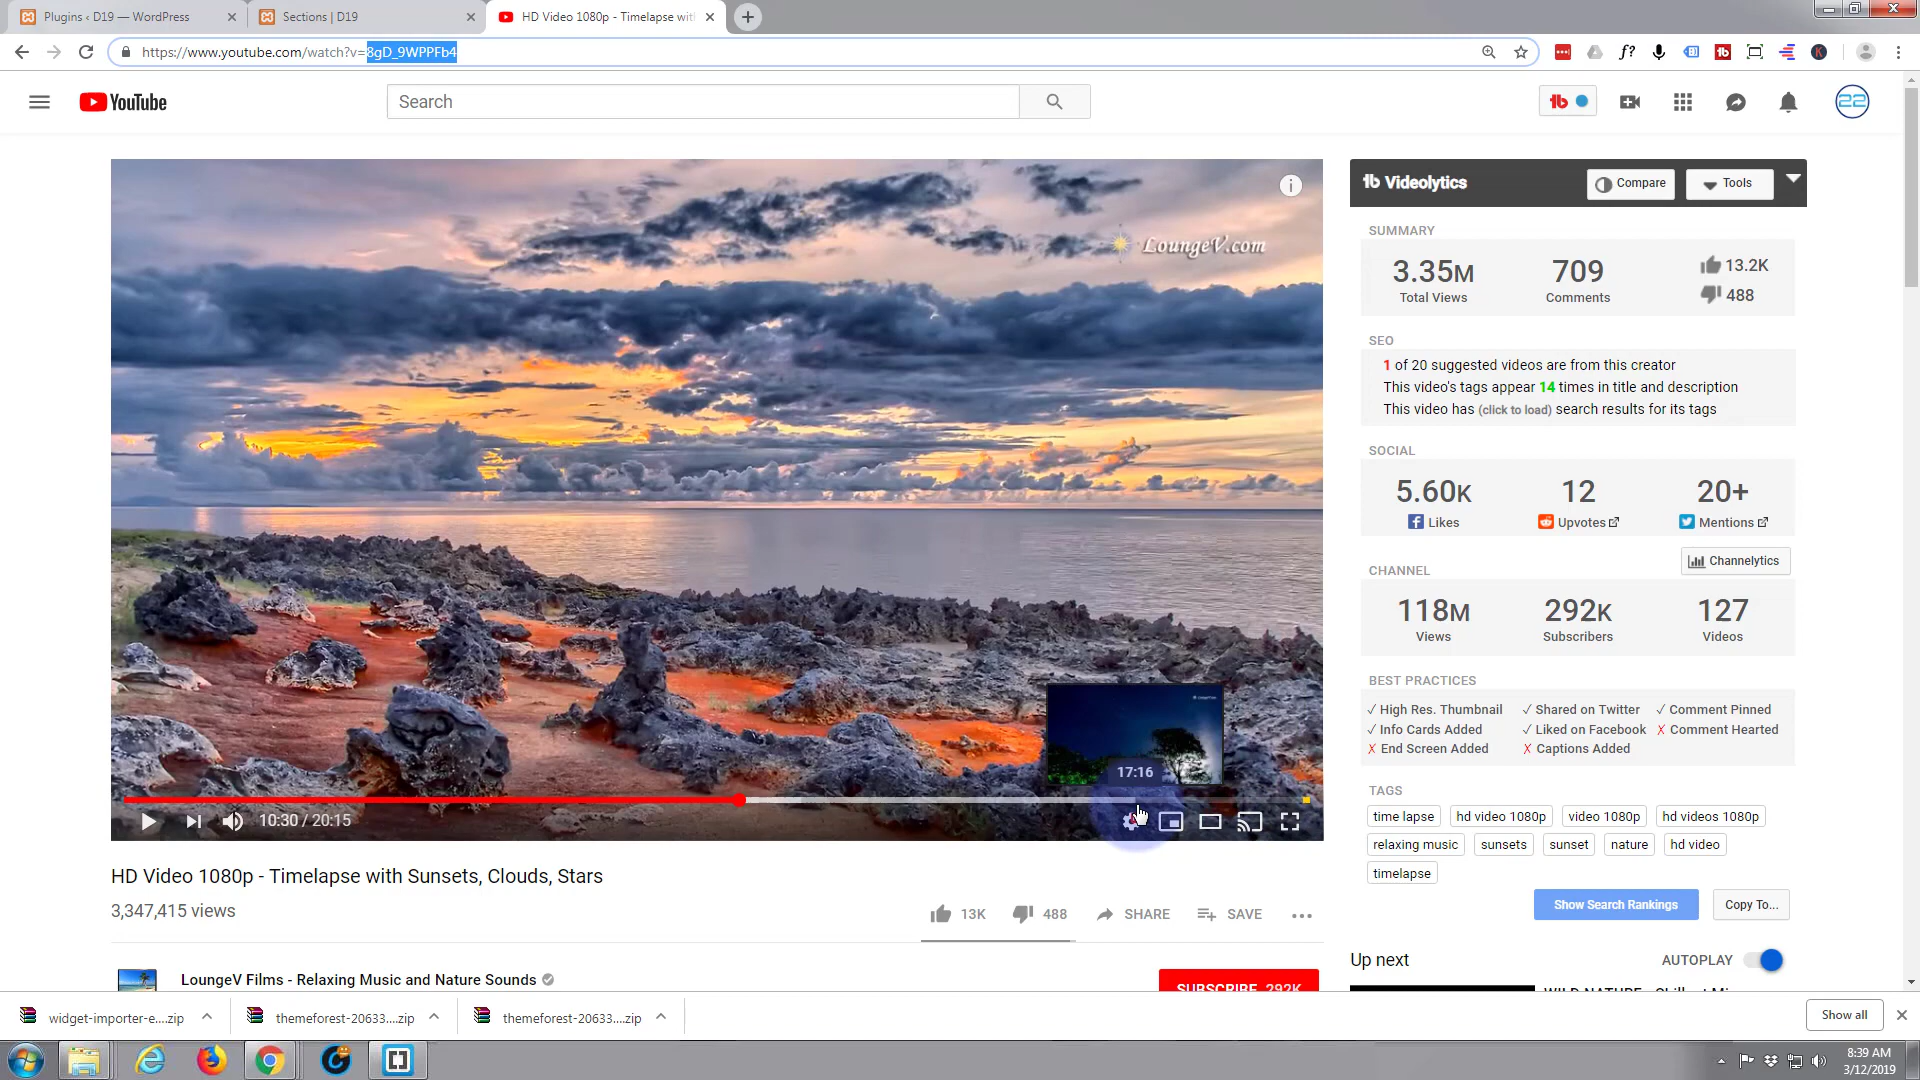 Plugins ‹ D19 — WordPress
Sections | D19
HD Video 1080p - Timelapse with
https://www.youtube.com/watch?v=8gD_9WPPFb4
YouTube
Search
22
LoungeV.com
17:16
10:30 / 20:15
HD Video 1080p - Timelapse with Sunsets, Clouds, Stars
3,347,415 views
13K
488
SHARE
SAVE
LoungeV Films - Relaxing Music and Nature Sounds
SUBSCRIBE 292K
Videolytics
Compare
Tools
SUMMARY
3.35M
Total Views
709
Comments
13.2K
488
SEO
1 of 20 suggested videos are from this creator
This video's tags appear 14 times in title and description
This video has (click to load) search results for its tags
SOCIAL
5.60K
Likes
12
Upvotes
20+
Mentions
Channelytics
CHANNEL
118M
Views
292K
Subscribers
127
Videos
BEST PRACTICES
✓ High Res. Thumbnail
✓ Shared on Twitter
✓ Comment Pinned
✓ Info Cards Added
✓ Liked on Facebook
✗ Comment Hearted
✗ End Screen Added
✗ Captions Added
TAGS
time lapse
hd video 1080p
video 1080p
hd videos 1080p
relaxing music
sunsets
sunset
nature
hd video
timelapse
Show Search Rankings
Copy To...
Up next
AUTOPLAY
widget-importer-e....zip
themeforest-20633....zip
themeforest-20633....zip
Show all
8:39 AM
3/12/2019